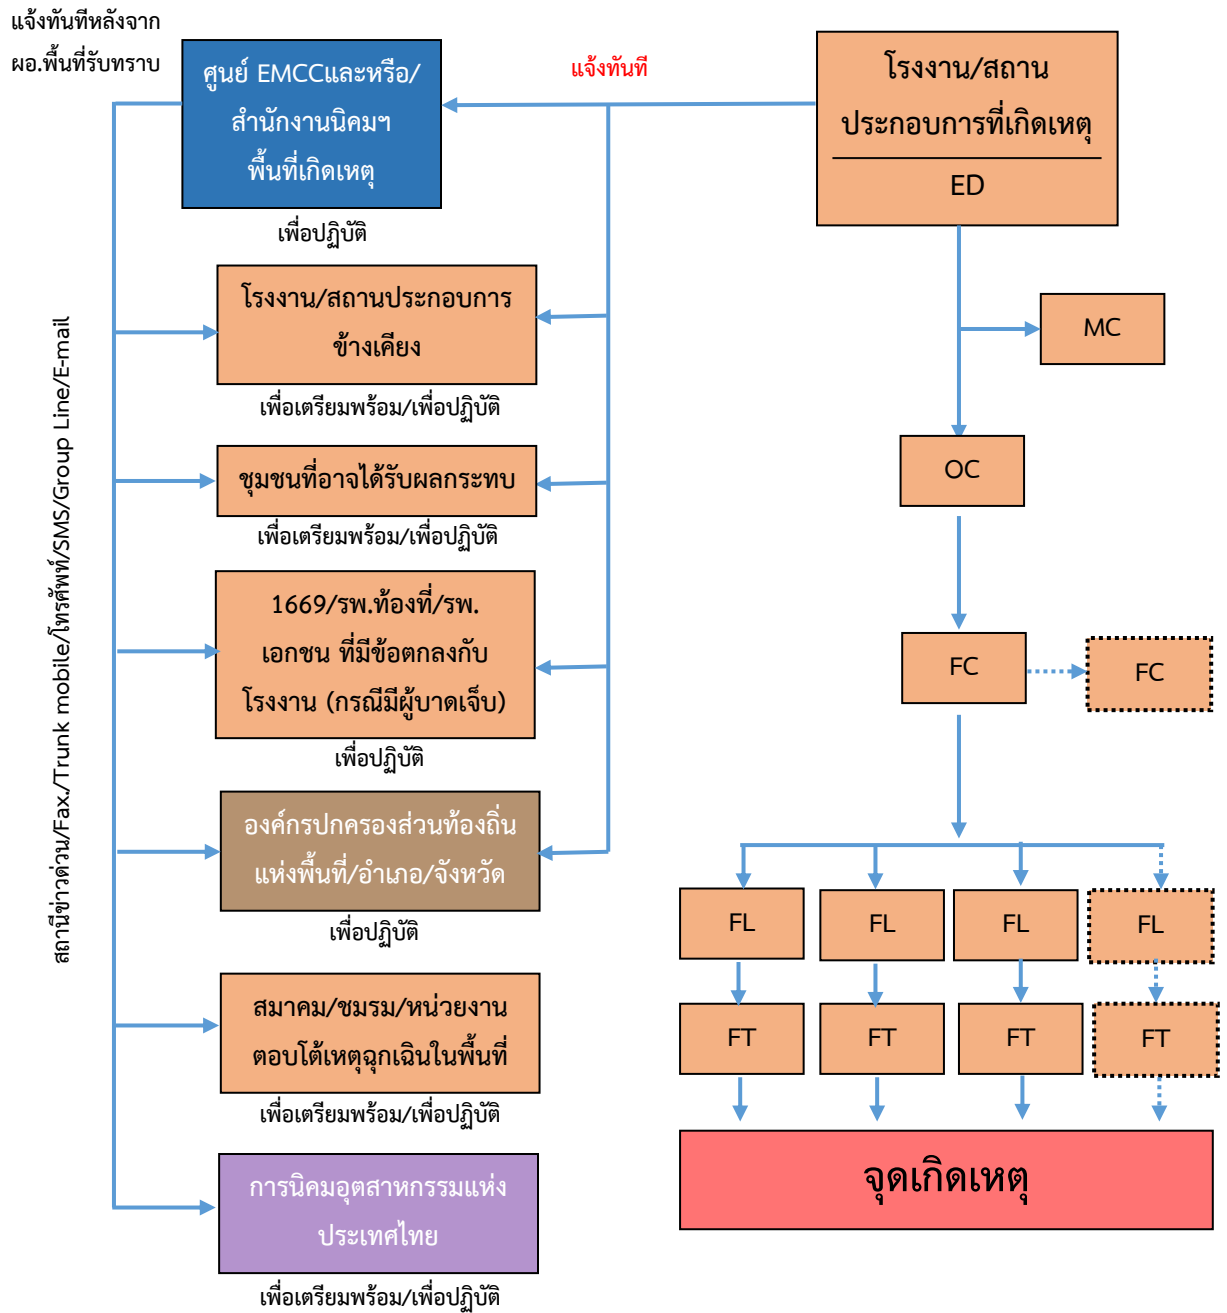 แจ้งทันทีหลังจาก
ผอ.พื้นที่รับทราบ
ศูนย์ EMCCและหรือ/
สำนักงานนิคมฯ
พื้นที่เกิดเหตุ
เพื่อปฏิบัติ
แจ้งทันที
โรงงาน/สถาน
ประกอบการที่เกิดเหตุ
ED
MC
OC
FC
FC
โรงงาน/สถานประกอบการ
ข้างเคียง
เพื่อเตรียมพร้อม/เพื่อปฏิบัติ
ชุมชนที่อาจได้รับผลกระทบ
เพื่อเตรียมพร้อม/เพื่อปฏิบัติ
1669/รพ.ท้องที่/รพ.
เอกชน ที่มีข้อตกลงกับ
โรงงาน (กรณีมีผู้บาดเจ็บ)
เพื่อปฏิบัติ
องค์กรปกครองส่วนท้องถิ่น
แห่งพื้นที่/อำเภอ/จังหวัด
เพื่อปฏิบัติ
สมาคม/ชมรม/หน่วยงาน
ตอบโต้เหตุฉุกเฉินในพื้นที่
เพื่อเตรียมพร้อม/เพื่อปฏิบัติ
การนิคมอุตสาหกรรมแห่ง
ประเทศไทย
เพื่อเตรียมพร้อม/เพื่อปฏิบัติ
สถานีข่าวด่วน/Fax./Trunk mobile/โทรศัพท์/SMS/Group Line/E-mail
FL FL FL FL
FT FT FT FT
จุดเกิดเหตุ